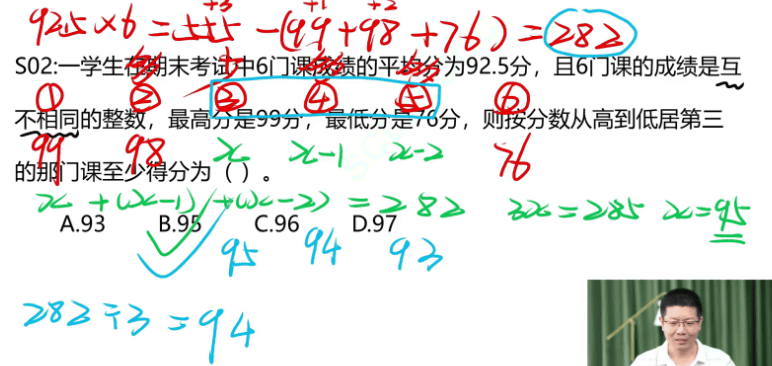 +3 +1 +2
92.5×6=555-(99+98+76)=282
S02:一学生在期末考试中6门课成绩的平均分为92.5分，且6门课的成绩是互
① ② ③ ④ ⑤ ⑥
不相同的整数，最高分是99分，最低分是76分，则按分数从高到低居第三
99 98 x x-1 x-2 76
的那门课至少得分为（）。
x+(x-1)+(x-2)=282 3x=285 x=95
A.93 B.95 C.96 D.97
95 94 93
282÷3=94